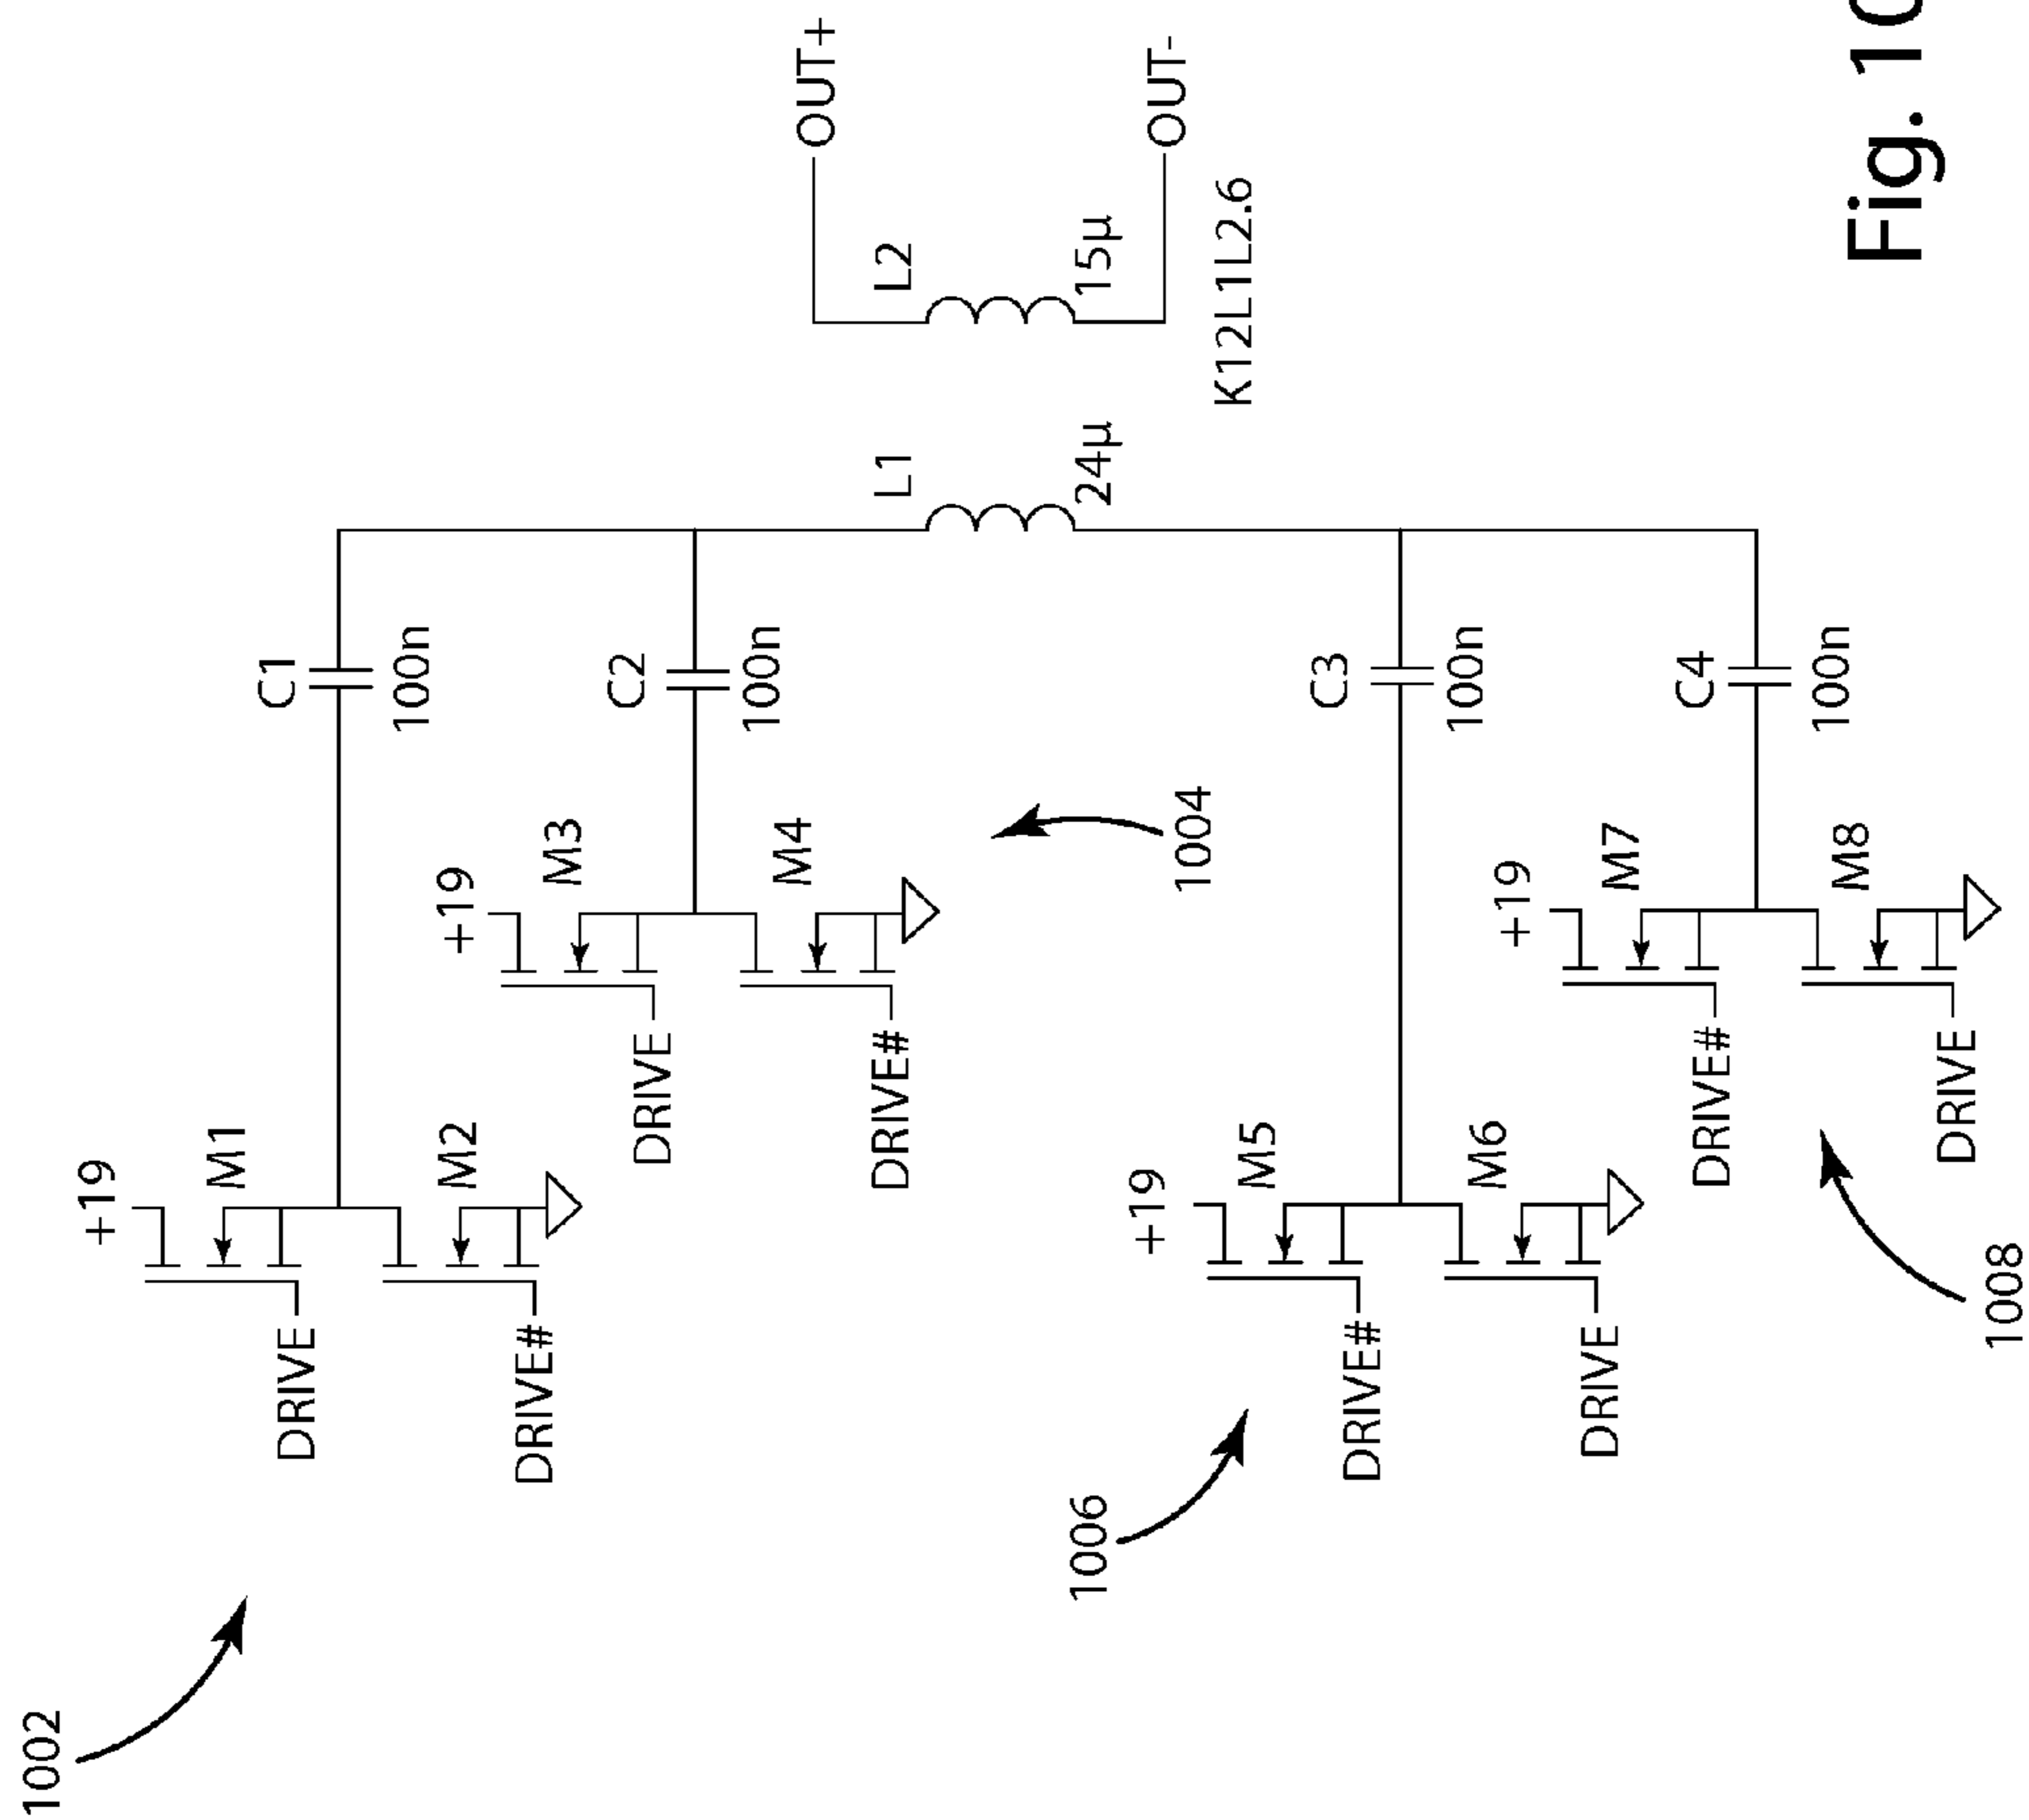 1002
+19
M1
DRIVE
M2
DRIVE#
C1
100n
+19
M3
DRIVE
M4
DRIVE#
C2
100n
1004
L1
24µ
L2
15µ
OUT+
OUT-
K12L1L2.6
1006
+19
M5
DRIVE#
M6
DRIVE
C3
100n
+19
M7
DRIVE#
M8
DRIVE
C4
100n
1008
Fig. 10